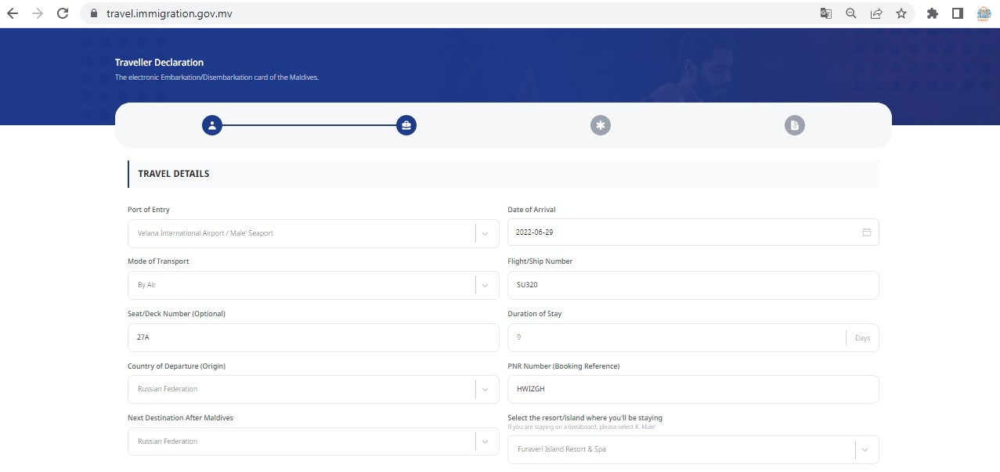 travel.immigration.gov.mv
Traveller Declaration
The electronic Embarkation/Disembarkation card of the Maldives.
TRAVEL DETAILS
Port of Entry
Velana International Airport / Male' Seaport
Date of Arrival
2022-06-29
Mode of Transport
By Air
Flight/Ship Number
SU320
Seat/Deck Number (Optional)
27A
Duration of Stay
9
Days
Country of Departure (Origin)
Russian Federation
PNR Number (Booking Reference)
HWIZGH
Next Destination After Maldives
Russian Federation
Select the resort/island where you'll be staying
If you are staying on a liveaboard, please select K. Male'
Furaveri Island Resort & Spa